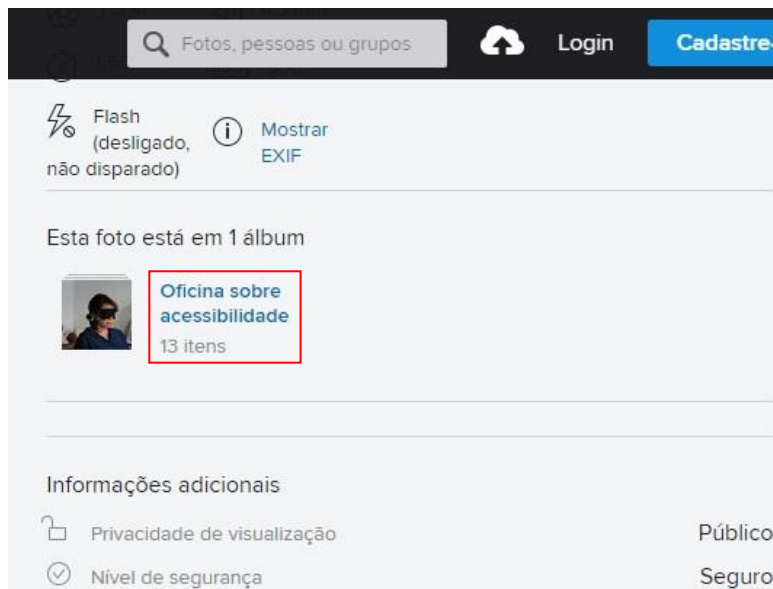 Fotos, pessoas ou grupos Login Cadastre-
Flash
(desligado,
não disparado)
Mostrar
EXIF
Esta foto está em 1 álbum
Oficina sobre
acessibilidade
13 itens
Informações adicionais
Privacidade de visualização Público
Nível de segurança Seguro